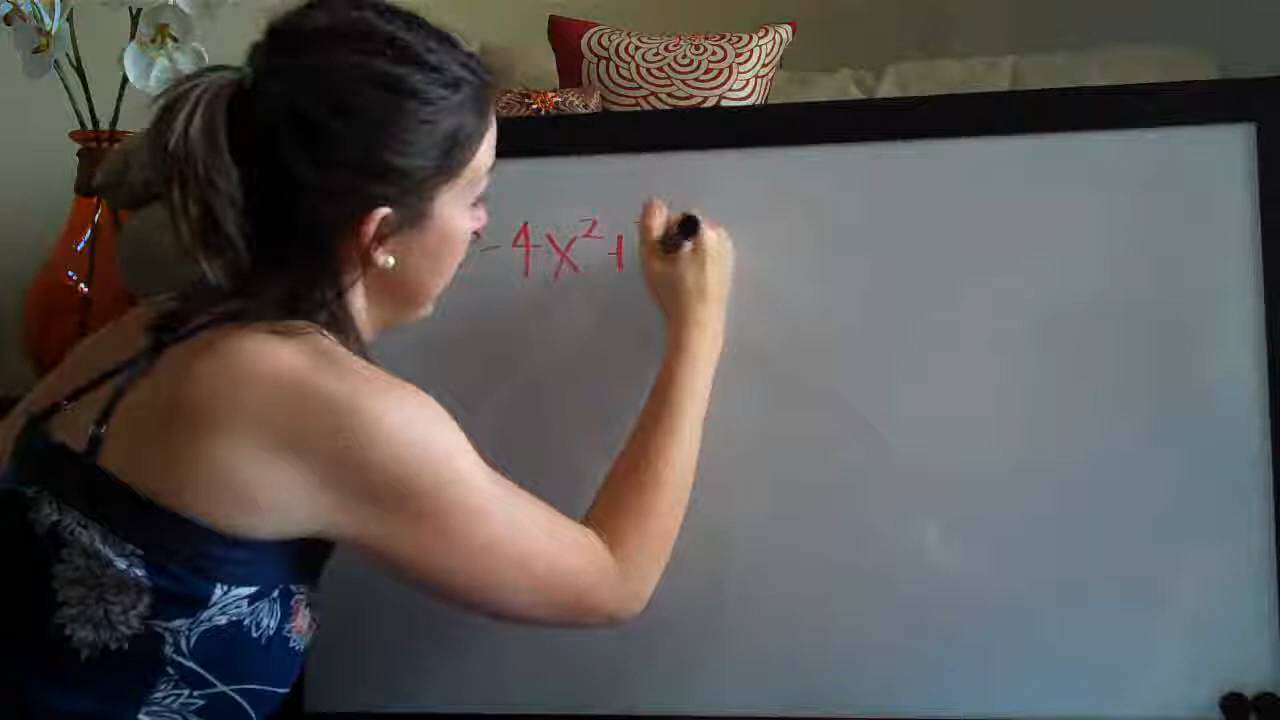 - 4x² +